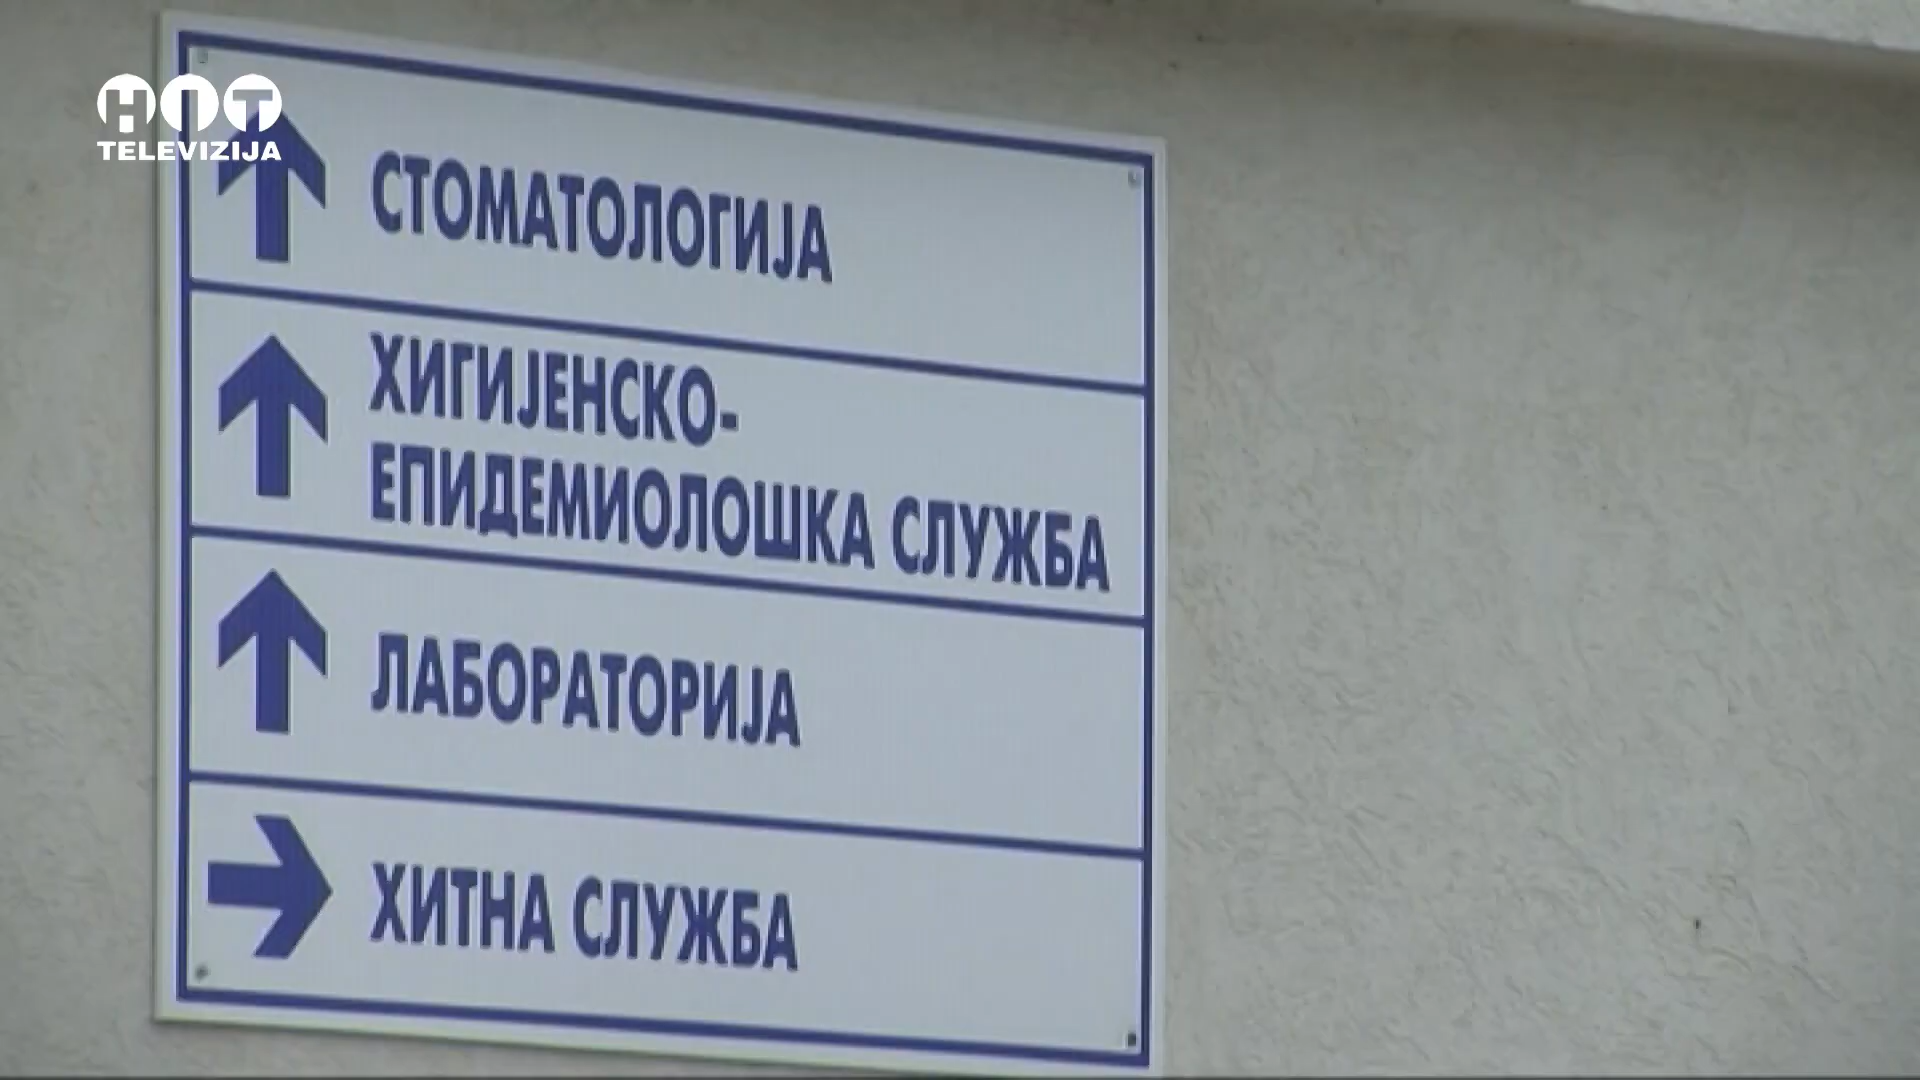 HIT
TELEVIZIJA
СТОМАТОЛОГИЈА
ХИГИЈЕНСКО-
ЕПИДЕМИОЛОШКА СЛУЖБА
ЛАБОРАТОРИЈА
ХИТНА СЛУЖБА